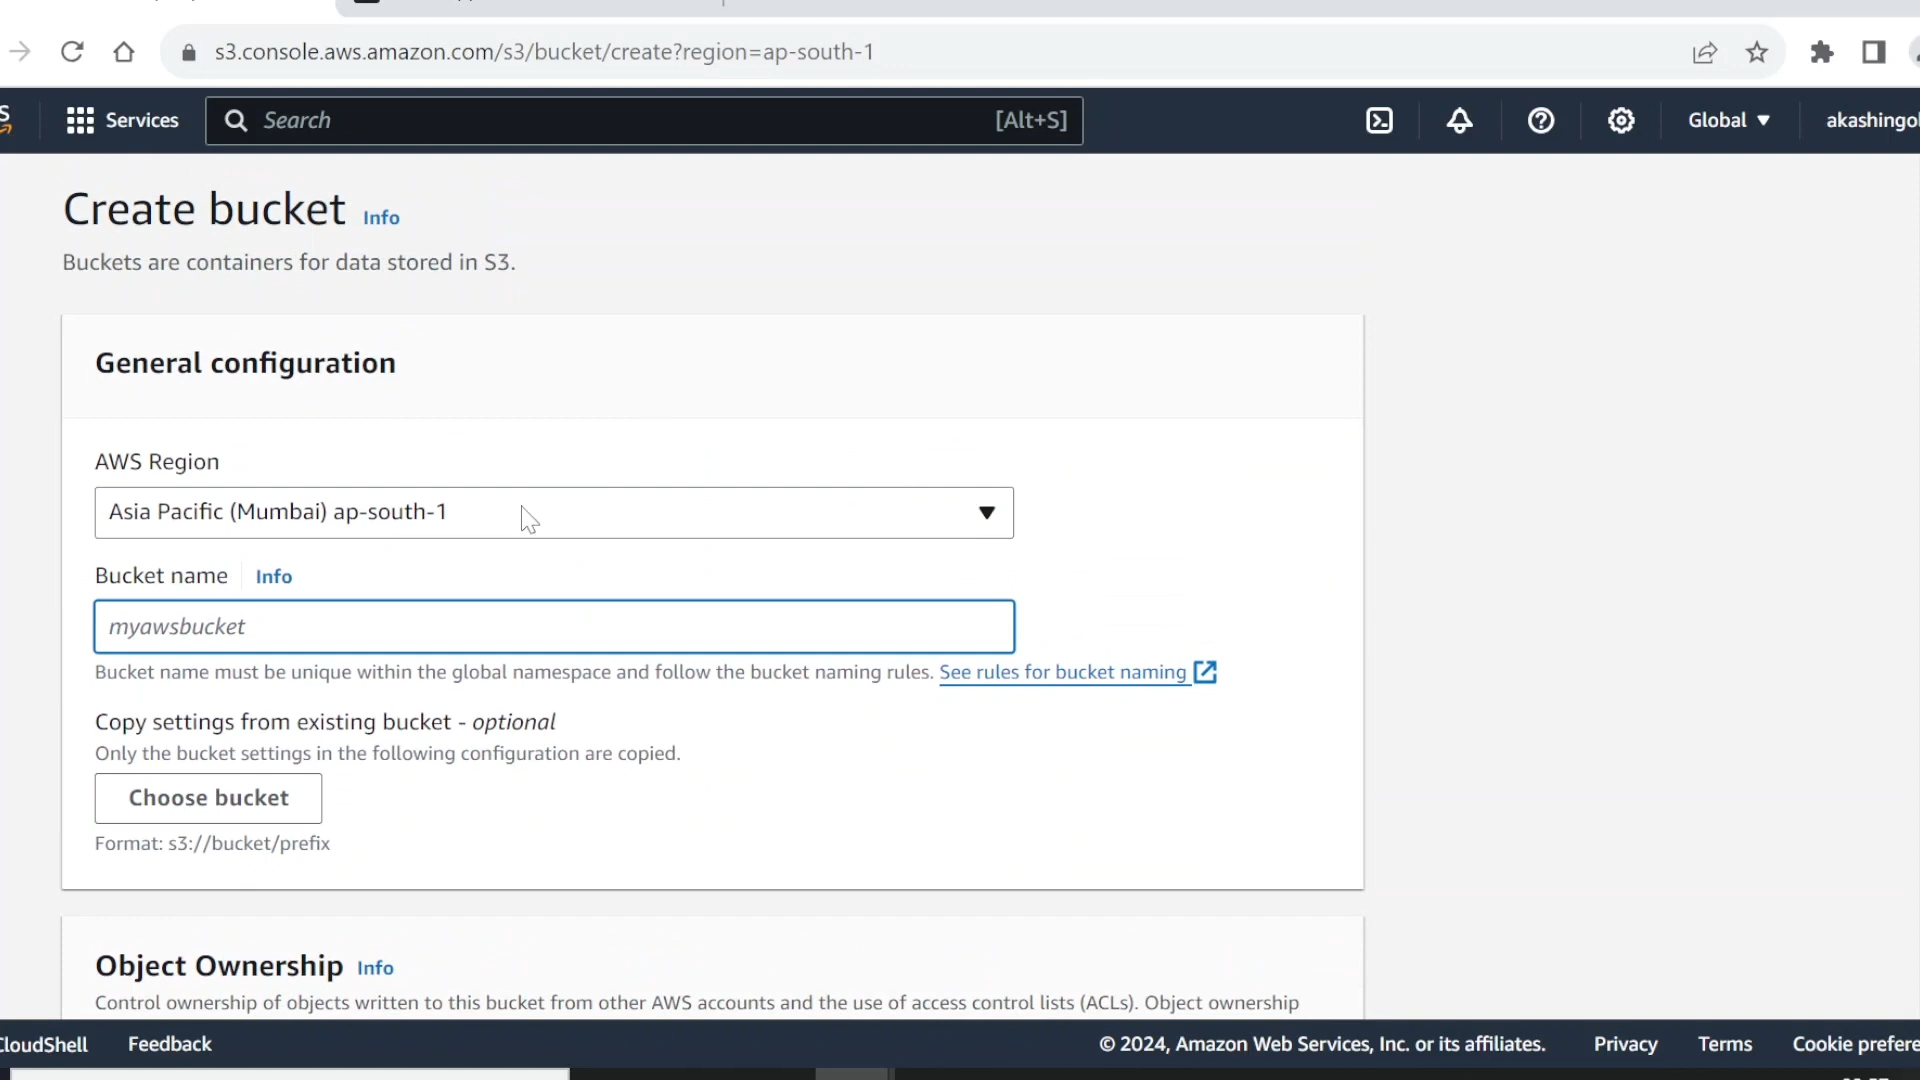 s3.console.aws.amazon.com/s3/bucket/create?region=ap-south-1
Services
Search
[Alt+S]
Global
Create bucket Info
Buckets are containers for data stored in S3.
General configuration
AWS Region
Asia Pacific (Mumbai) ap-south-1
Bucket name Info
myawsbucket
Bucket name must be unique within the global namespace and follow the bucket naming rules. See rules for bucket naming
Copy settings from existing bucket - optional
Only the bucket settings in the following configuration are copied.
Choose bucket
Format: s3://bucket/prefix
Object Ownership Info
Control ownership of objects written to this bucket from other AWS accounts and the use of access control lists (ACLs). Object ownership
CloudShell Feedback © 2024, Amazon Web Services, Inc. or its affiliates. Privacy Terms Cookie prefere